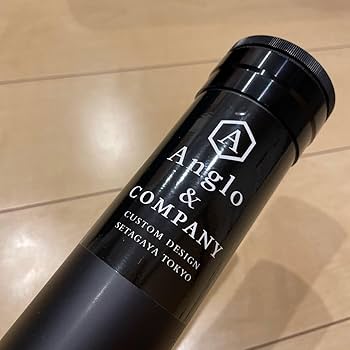 A
Anglo
&
COMPANY
CUSTOM DESIGN
SETAGAYA TOKYO